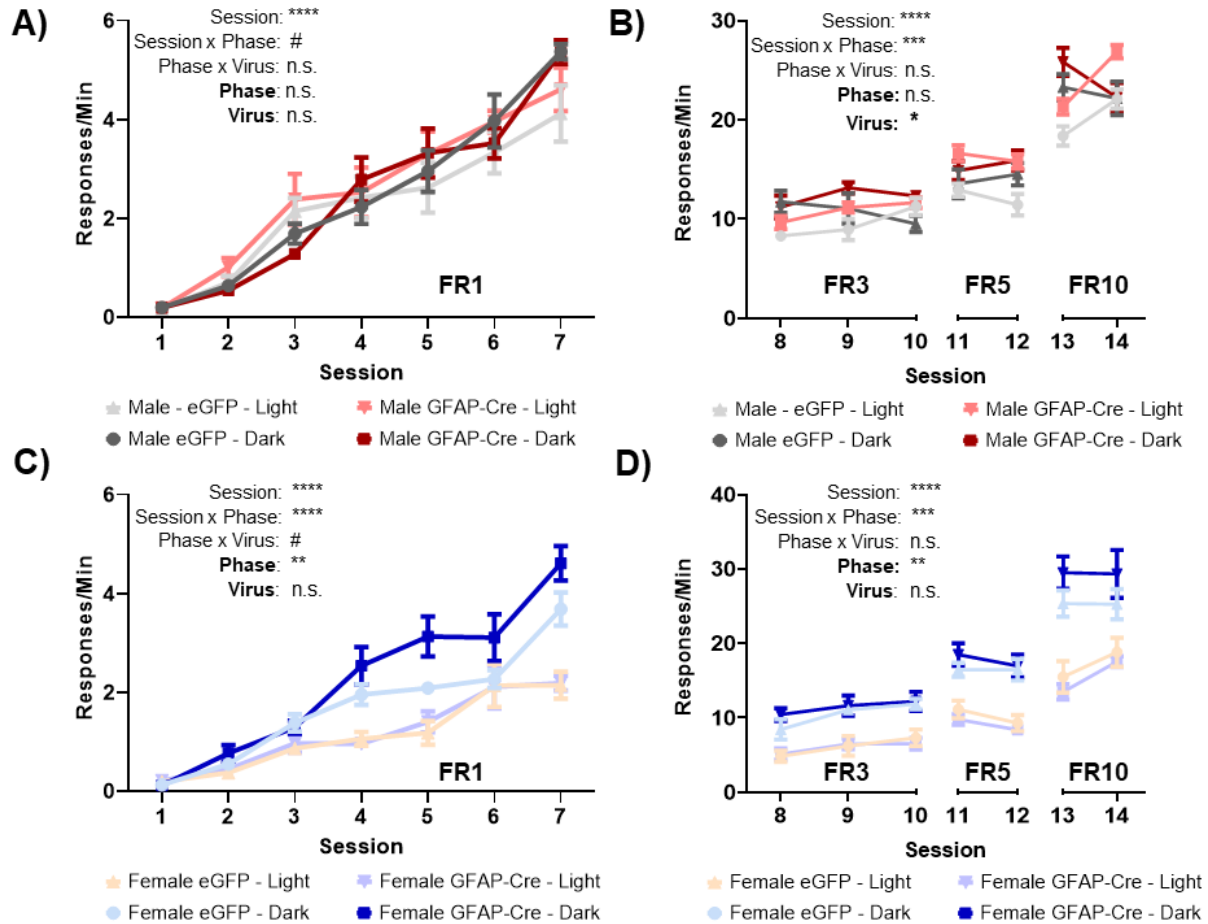 A)
Session: ****
Session x Phase: #
Phase x Virus: n.s.
Phase: n.s.
Virus: n.s.
Responses/Min
6
4
2
0
FR1
1 2 3 4 5 6 7
Session
Male - eGFP - Light
Male GFAP-Cre - Light
Male eGFP - Dark
Male GFAP-Cre - Dark
B)
Session: ****
Session x Phase: ***
Phase x Virus: n.s.
Phase: n.s.
Virus: *
Responses/Min
30
20
10
0
FR3 FR5 FR10
8 9 10 11 12 13 14
Session
Male - eGFP - Light
Male GFAP-Cre - Light
Male eGFP - Dark
Male GFAP-Cre - Dark
C)
Session: ****
Session x Phase: ****
Phase x Virus: #
Phase: **
Virus: n.s.
Responses/Min
6
4
2
0
FR1
1 2 3 4 5 6 7
Session
Female eGFP - Light
Female GFAP-Cre - Light
Female eGFP - Dark
Female GFAP-Cre - Dark
D)
Session: ****
Session x Phase: ***
Phase x Virus: n.s.
Phase: **
Virus: n.s.
Responses/Min
40
30
20
10
0
FR3 FR5 FR10
8 9 10 11 12 13 14
Session
Female eGFP - Light
Female GFAP-Cre - Light
Female eGFP - Dark
Female GFAP-Cre - Dark